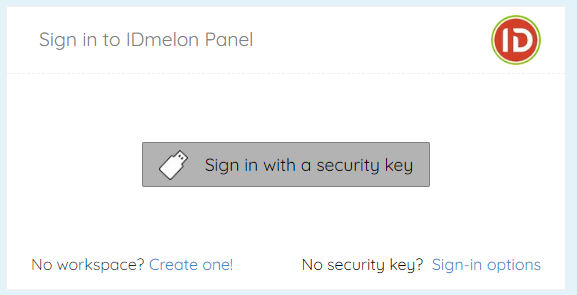 Sign in to IDmelon Panel
ID
Sign in with a security key
No workspace? Create one!
No security key? Sign-in options